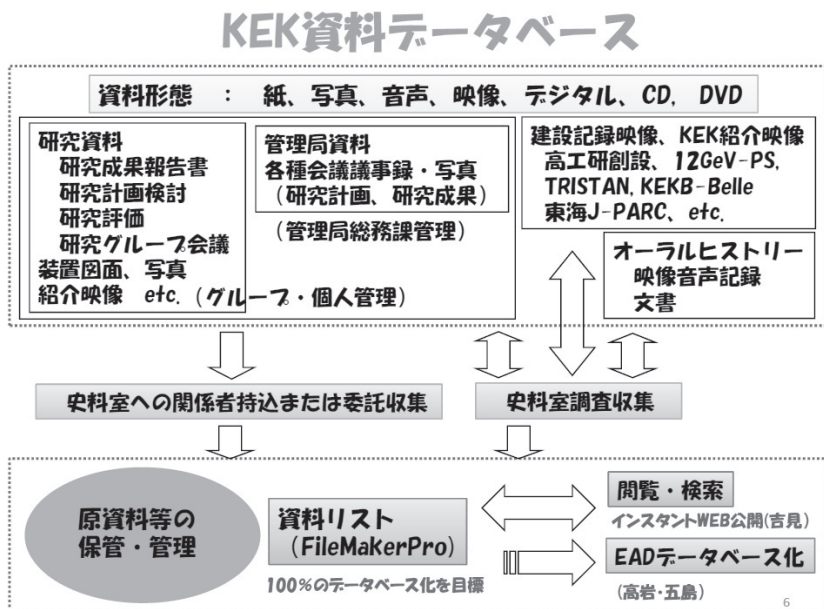 KEK資料データベース
資料形態 : 紙、写真、音声、映像、デジタル、CD, DVD
研究資料
研究成果報告書
研究計画検討
研究評価
研究グループ会議
装置図面、写真
紹介映像 etc.(グループ・個人管理)
管理局資料
各種会議議事録・写真
(研究計画、研究成果)
(管理局総務課管理)
建設記録映像、KEK紹介映像
高工研創設、12GeV-PS,
TRISTAN, KEKB-Belle
東海J-PARC、etc.
オーラルヒストリー
映像音声記録
文書
史料室への関係者持込または委託収集
史料室調査収集
原資料等の
保管・管理
資料リスト
(FileMakerPro)
100%のデータベース化を目標
閲覧・検索
インスタントWEB公開(吉見)
EADデータベース化
(高岩・五島)
6